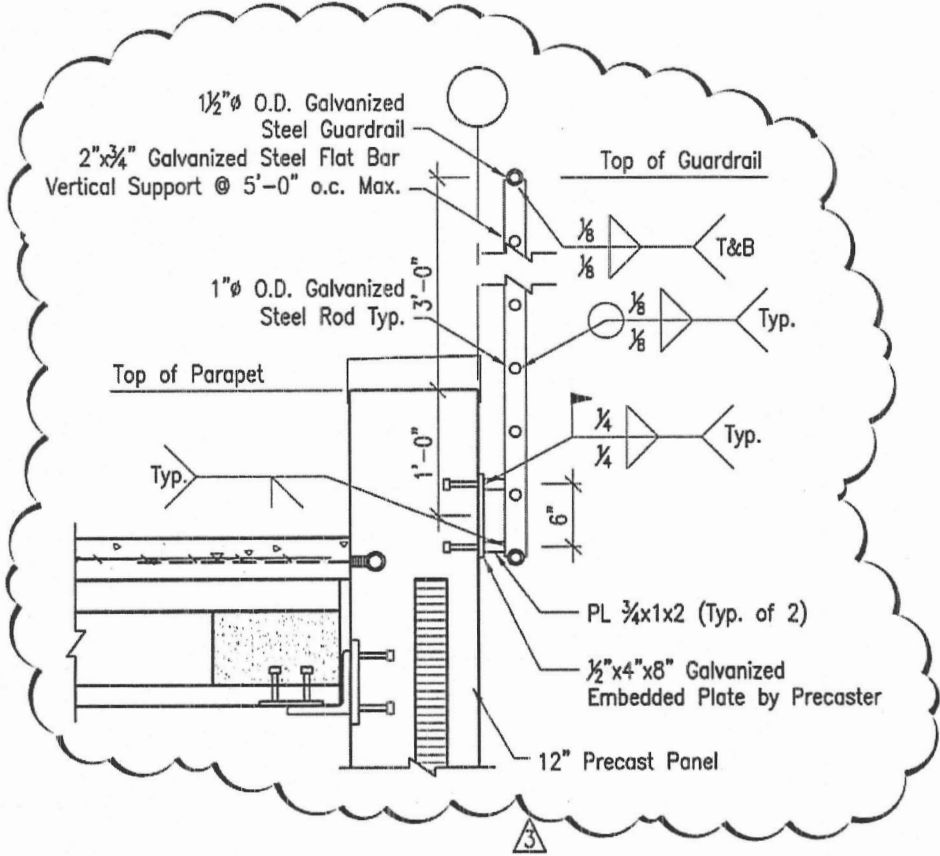 1½"ø O.D. Galvanized
Steel Guardrail
2"x¾" Galvanized Steel Flat Bar
Vertical Support @ 5'-0" o.c. Max.
Top of Guardrail
⅛
⅛
T&B
3'-0"
1"ø O.D. Galvanized
Steel Rod Typ.
⅛
⅛
Typ.
Top of Parapet
1'-0"
¼
¼
Typ.
Typ.
6"
PL ¾x1x2 (Typ. of 2)
½"x4"x8" Galvanized
Embedded Plate by Precaster
12" Precast Panel
3